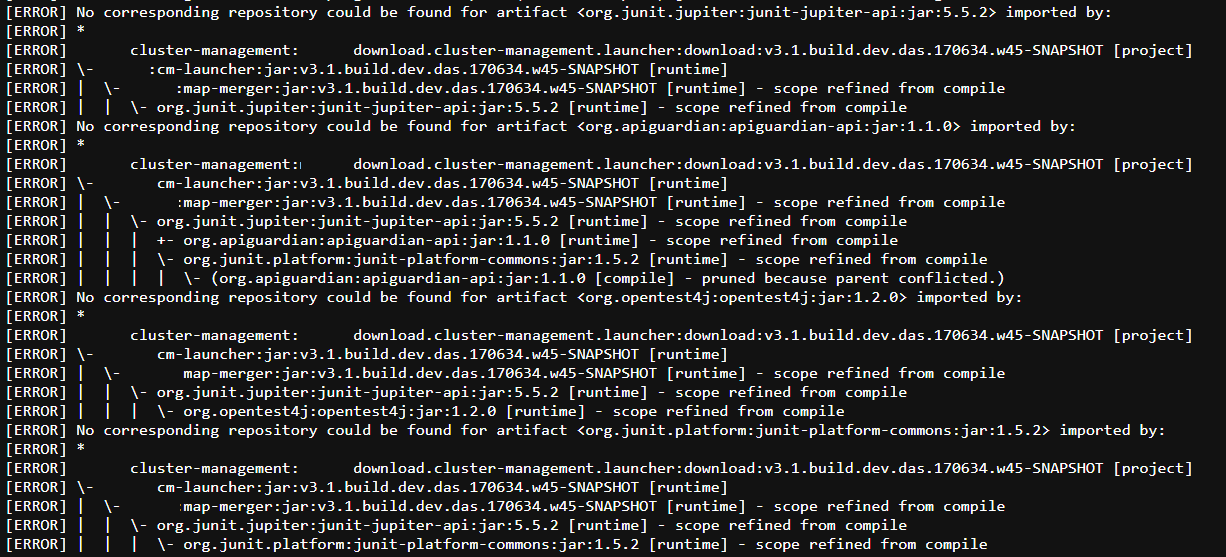 [ERROR] No corresponding repository could be found for artifact <org.junit.jupiter:junit-jupiter-api:jar:5.5.2> imported by:
[ERROR] *
[ERROR] cluster-management: download.cluster-management.launcher:download:v3.1.build.dev.das.170634.w45-SNAPSHOT [project]
[ERROR] \- :cm-launcher:jar:v3.1.build.dev.das.170634.w45-SNAPSHOT [runtime]
[ERROR] | \- :map-merger:jar:v3.1.build.dev.das.170634.w45-SNAPSHOT [runtime] - scope refined from compile
[ERROR] | | \- org.junit.jupiter:junit-jupiter-api:jar:5.5.2 [runtime] - scope refined from compile
[ERROR] No corresponding repository could be found for artifact <org.apiguardian:apiguardian-api:jar:1.1.0> imported by:
[ERROR] *
[ERROR] cluster-management: download.cluster-management.launcher:download:v3.1.build.dev.das.170634.w45-SNAPSHOT [project]
[ERROR] \- cm-launcher:jar:v3.1.build.dev.das.170634.w45-SNAPSHOT [runtime]
[ERROR] | \- :map-merger:jar:v3.1.build.dev.das.170634.w45-SNAPSHOT [runtime] - scope refined from compile
[ERROR] | | \- org.junit.jupiter:junit-jupiter-api:jar:5.5.2 [runtime] - scope refined from compile
[ERROR] | | | +- org.apiguardian:apiguardian-api:jar:1.1.0 [runtime] - scope refined from compile
[ERROR] | | | \- org.junit.platform:junit-platform-commons:jar:1.5.2 [runtime] - scope refined from compile
[ERROR] | | | | \- (org.apiguardian:apiguardian-api:jar:1.1.0 [compile] - pruned because parent conflicted.)
[ERROR] No corresponding repository could be found for artifact <org.opentest4j:opentest4j:jar:1.2.0> imported by:
[ERROR] *
[ERROR] cluster-management: download.cluster-management.launcher:download:v3.1.build.dev.das.170634.w45-SNAPSHOT [project]
[ERROR] \- cm-launcher:jar:v3.1.build.dev.das.170634.w45-SNAPSHOT [runtime]
[ERROR] | \- map-merger:jar:v3.1.build.dev.das.170634.w45-SNAPSHOT [runtime] - scope refined from compile
[ERROR] | | \- org.junit.jupiter:junit-jupiter-api:jar:5.5.2 [runtime] - scope refined from compile
[ERROR] | | | \- org.opentest4j:opentest4j:jar:1.2.0 [runtime] - scope refined from compile
[ERROR] No corresponding repository could be found for artifact <org.junit.platform:junit-platform-commons:jar:1.5.2> imported by:
[ERROR] *
[ERROR] cluster-management: download.cluster-management.launcher:download:v3.1.build.dev.das.170634.w45-SNAPSHOT [project]
[ERROR] \- cm-launcher:jar:v3.1.build.dev.das.170634.w45-SNAPSHOT [runtime]
[ERROR] | \- :map-merger:jar:v3.1.build.dev.das.170634.w45-SNAPSHOT [runtime] - scope refined from compile
[ERROR] | | \- org.junit.jupiter:junit-jupiter-api:jar:5.5.2 [runtime] - scope refined from compile
[ERROR] | | | \- org.junit.platform:junit-platform-commons:jar:1.5.2 [runtime] - scope refined from compile